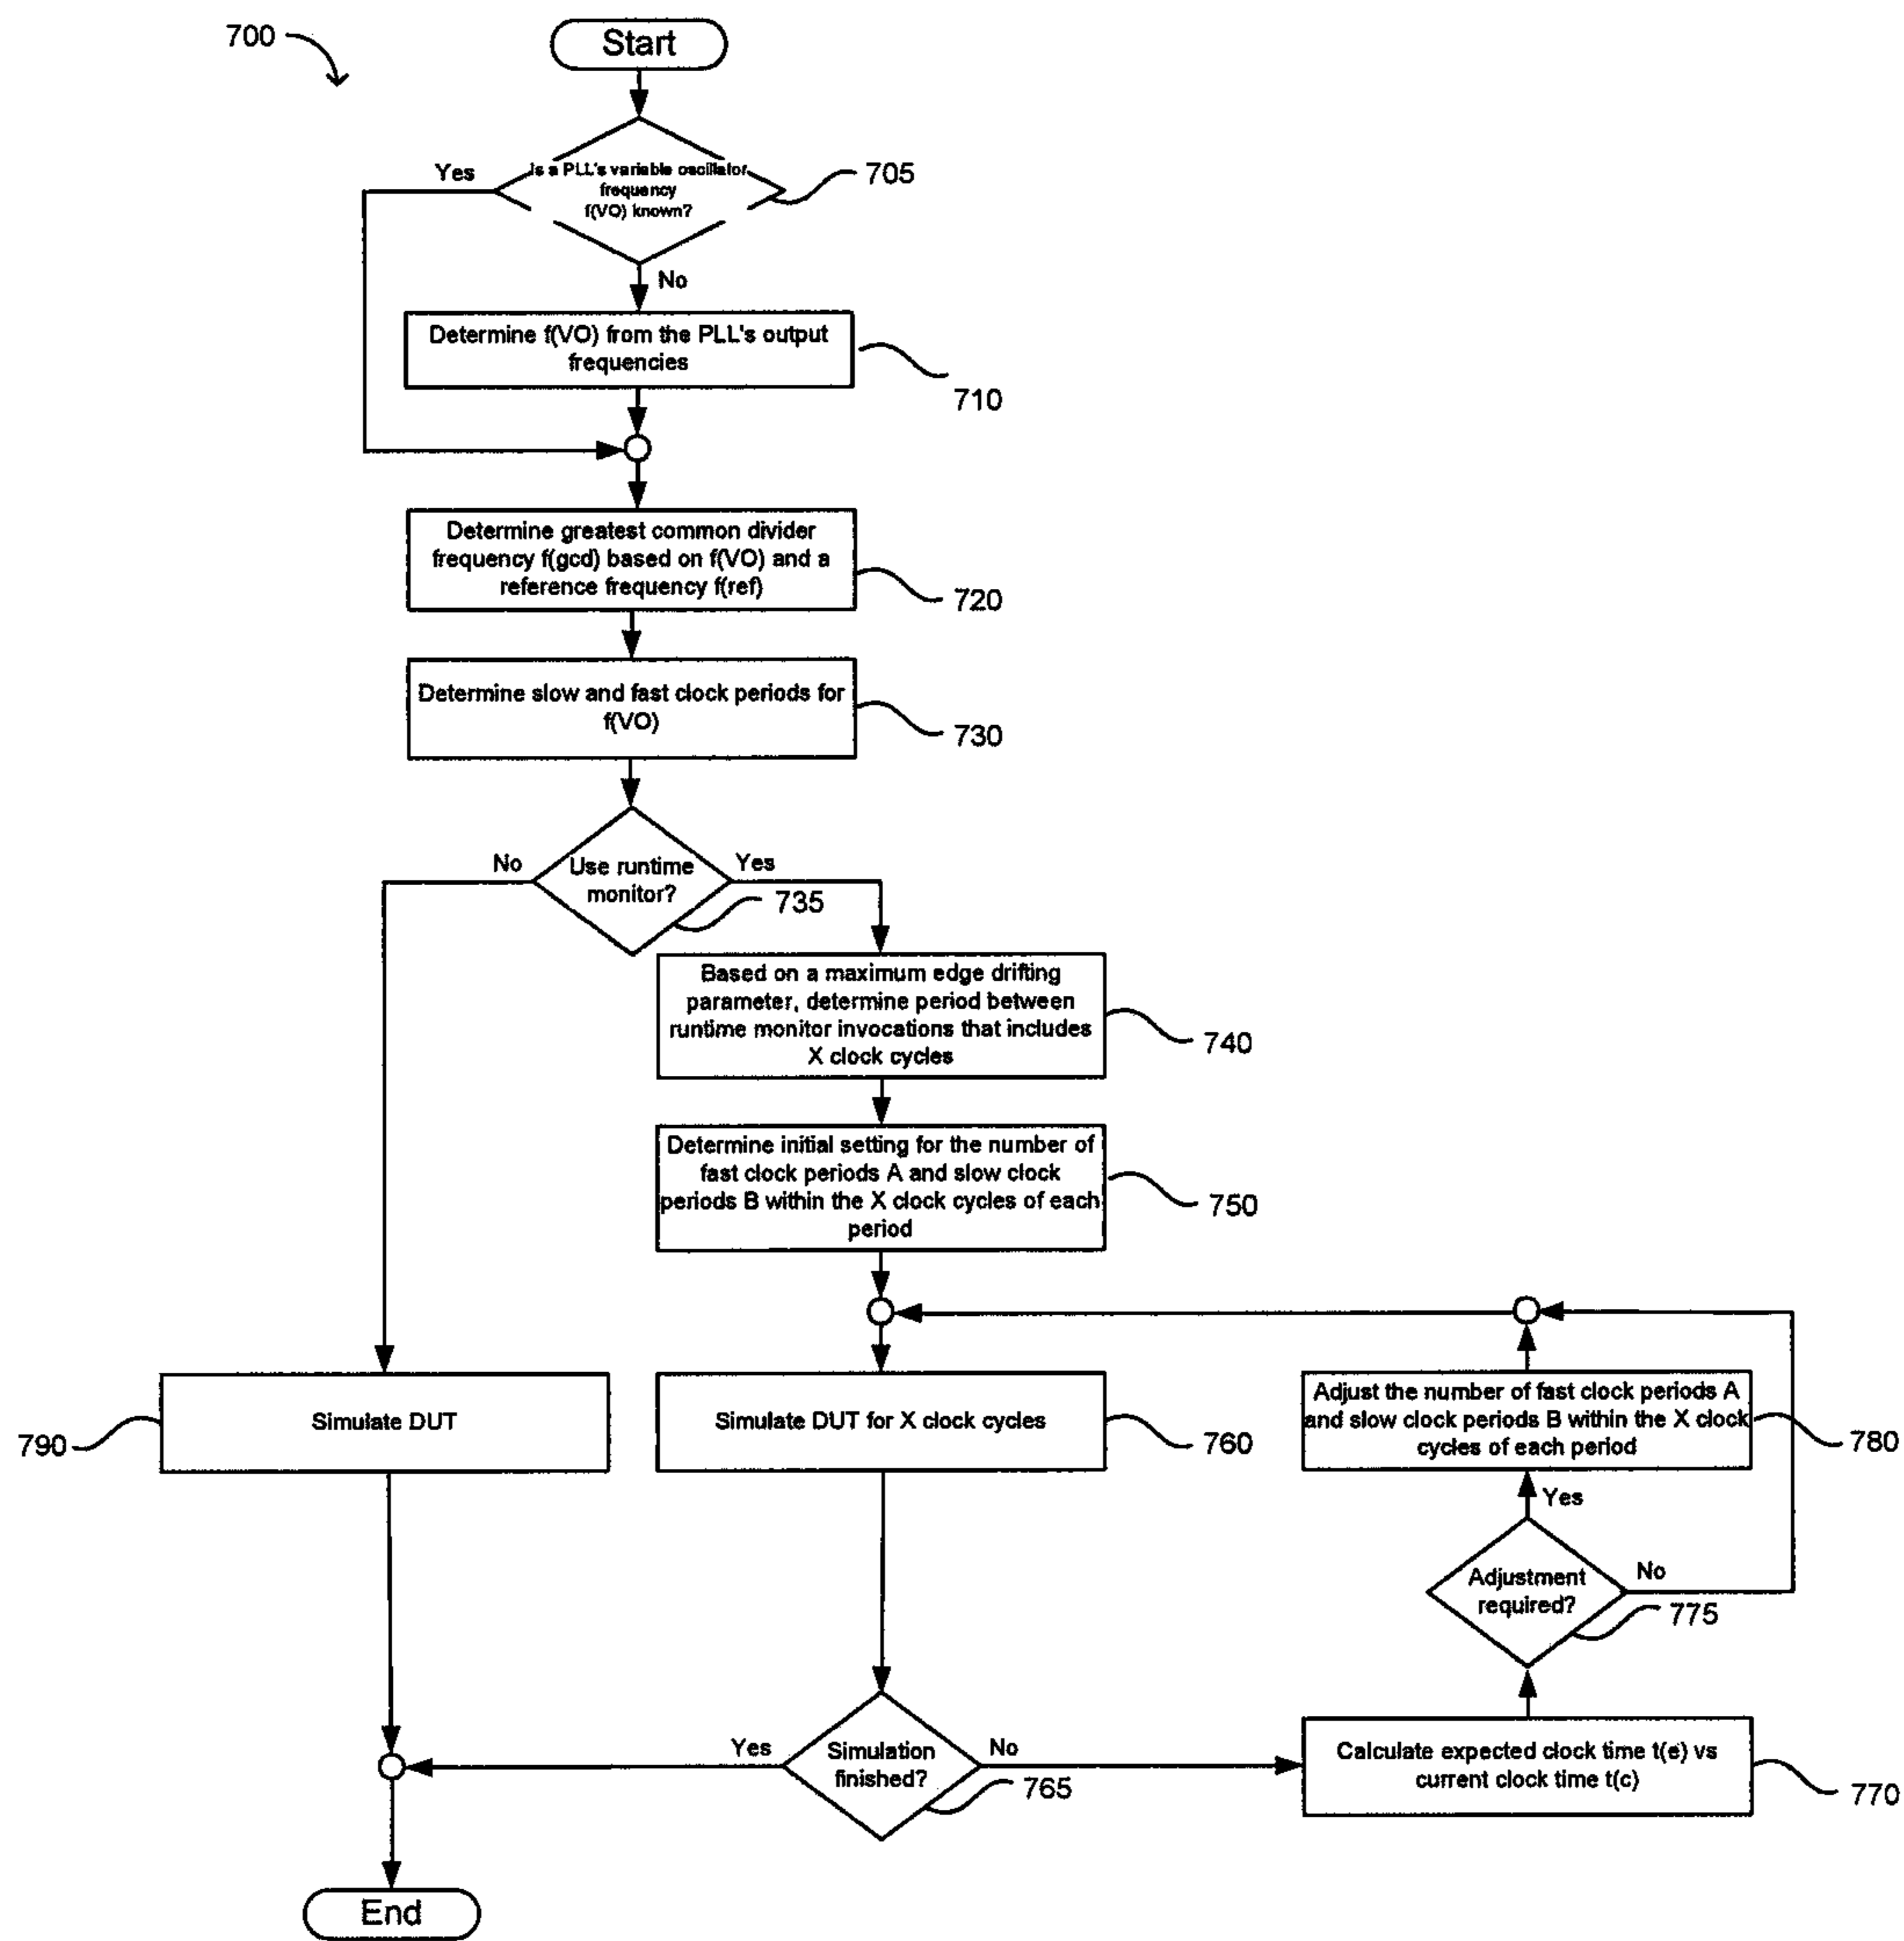 700
Start
Is a PLL's variable oscillator
frequency
f(VO) known?
Yes
705
No
Determine f(VO) from the PLL's output
frequencies
710
Determine greatest common divider
frequency f(gcd) based on f(VO) and a
reference frequency f(ref)
720
Determine slow and fast clock periods for
f(VO)
730
No
Use runtime
monitor?
Yes
735
Based on a maximum edge drifting
parameter, determine period between
runtime monitor invocations that includes
X clock cycles
740
Determine initial setting for the number of
fast clock periods A and slow clock
periods B within the X clock cycles of each
period
750
Simulate DUT
790
Simulate DUT for X clock cycles
760
Adjust the number of fast clock periods A
and slow clock periods B within the X clock
cycles of each period
780
Yes
Adjustment
required?
No
775
Yes
Simulation
finished?
No
765
Calculate expected clock time t(e) vs
current clock time t(c)
770
End